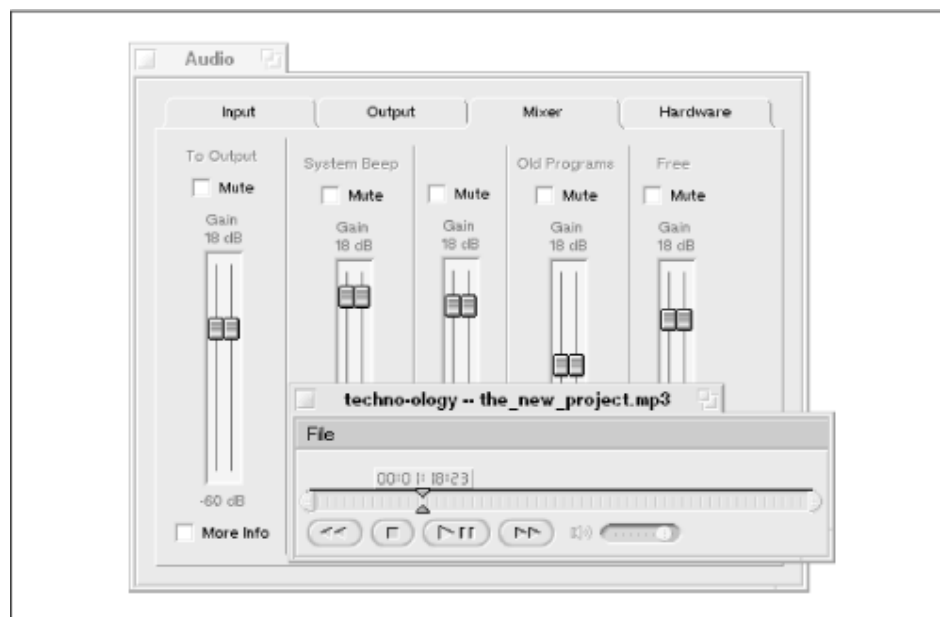 Audio
Input Output Mixer Hardware
To Output
Mute
Gain
18 dB
-60 dB
More Info
System Beep
Mute
Gain
18 dB
Mute
Gain
18 dB
Old Programs
Mute
Gain
18 dB
Free
Mute
Gain
18 dB
techno-ology -- the_new_project.mp3
File
00:01:18:23